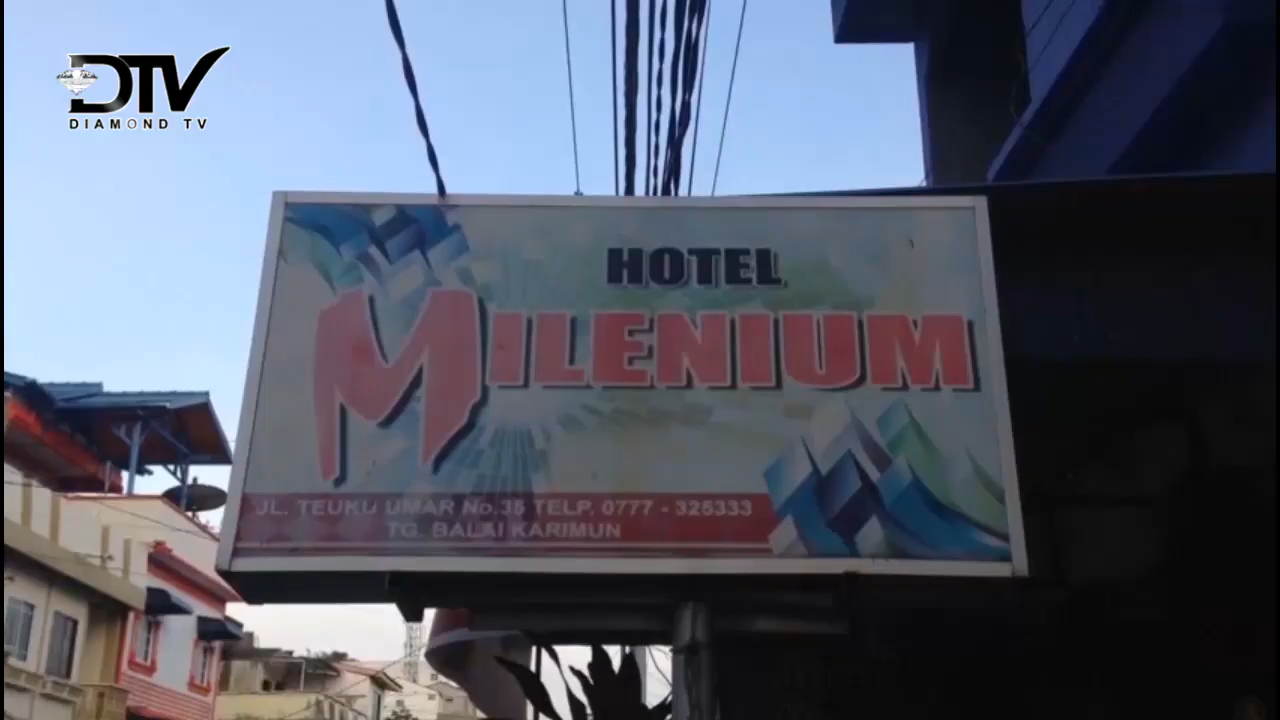 DTV
DIAMOND TV
HOTEL
MILENIUM
JL. TEUKU UMAR No.35 TELP. 0777 - 325333
TG. BALAI KARIMUN